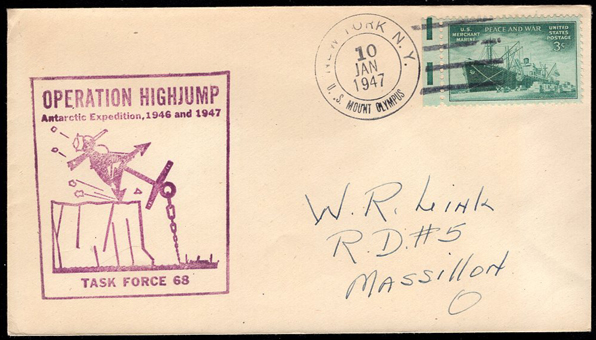 NEW YORK N.Y.
10
JAN
1947
U.S. MOUNT OLYMPUS
U.S. MERCHANT MARINE
PEACE AND WAR
UNITED STATES POSTAGE
3¢
OPERATION HIGHJUMP
Antarctic Expedition, 1946 and 1947
TASK FORCE 68
W. R. Link
R.D. #5
Massillon
O